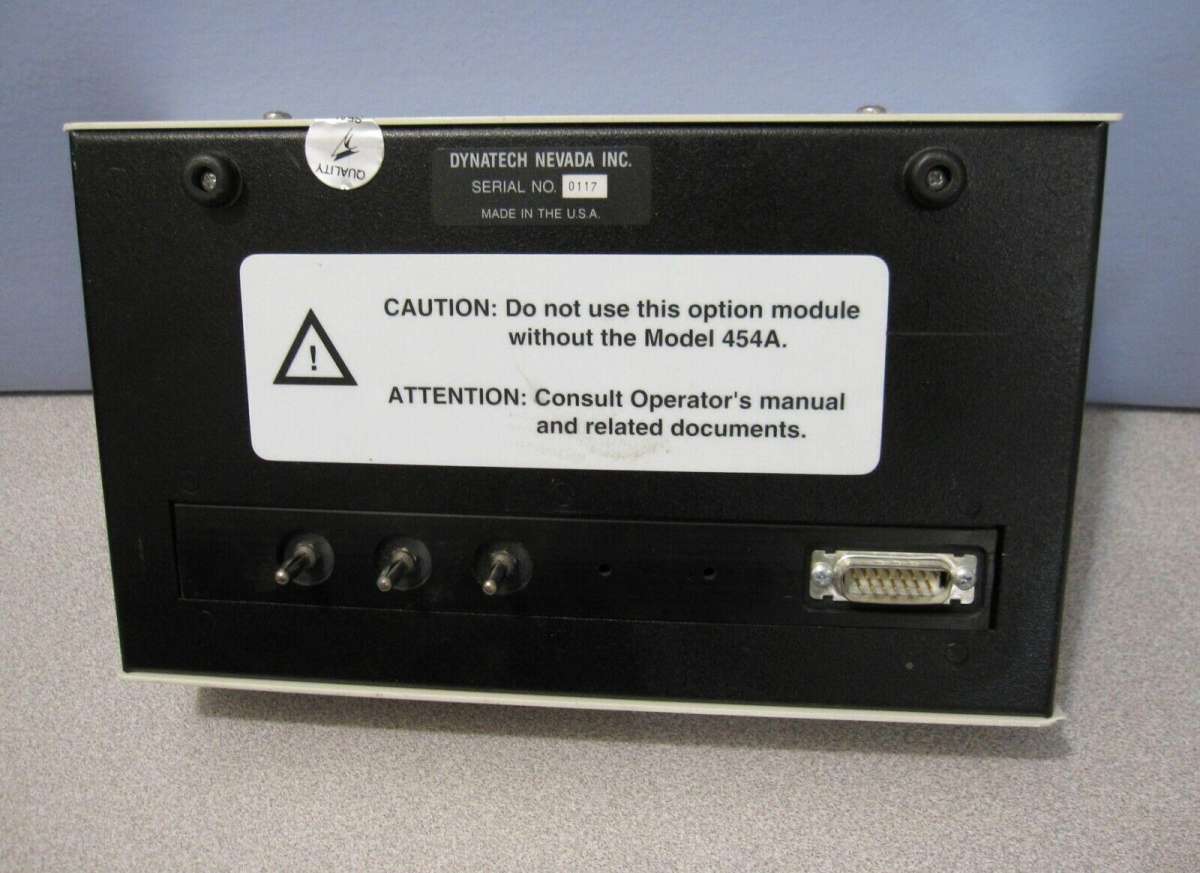 QUALITY
DYNATECH NEVADA INC.
SERIAL NO. 0117
MADE IN THE U.S.A.
CAUTION: Do not use this option module
without the Model 454A.
!
ATTENTION: Consult Operator's manual
and related documents.